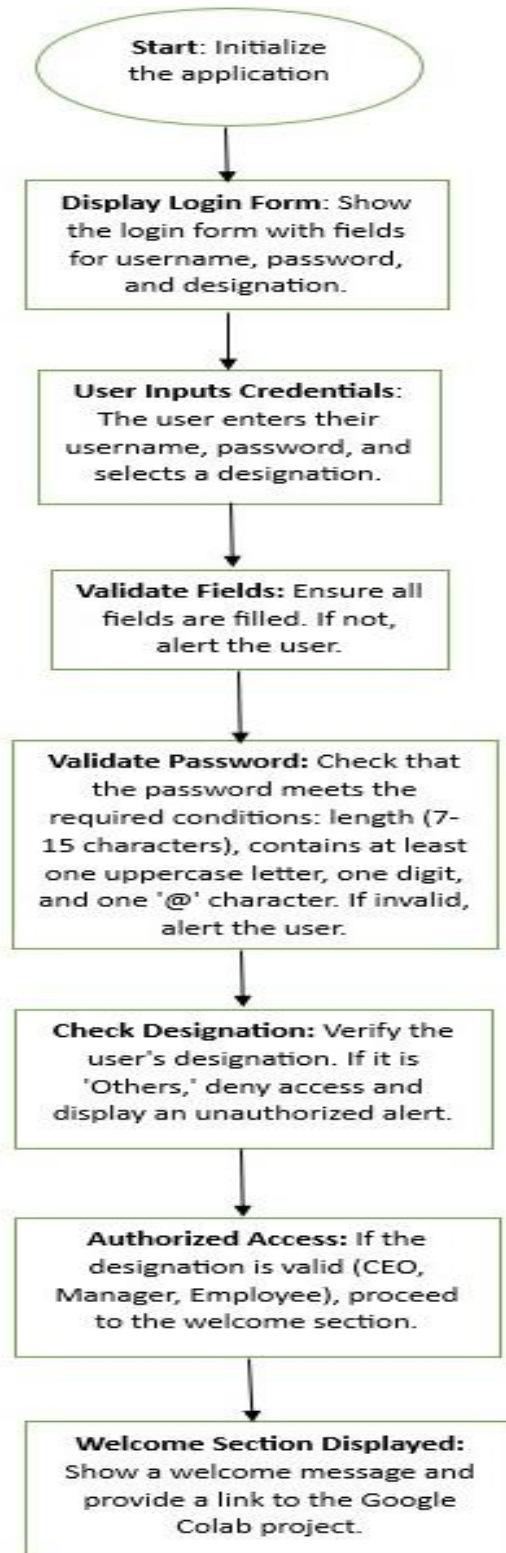 Start: Initialize
the application
Display Login Form: Show
the login form with fields
for username, password,
and designation.
User Inputs Credentials:
The user enters their
username, password, and
selects a designation.
Validate Fields: Ensure all
fields are filled. If not,
alert the user.
Validate Password: Check that
the password meets the
required conditions: length (7-
15 characters), contains at least
one uppercase letter, one digit,
and one '@' character. If invalid,
alert the user.
Check Designation: Verify the
user's designation. If it is
'Others,' deny access and
display an unauthorized alert.
Authorized Access: If the
designation is valid (CEO,
Manager, Employee), proceed
to the welcome section.
Welcome Section Displayed:
Show a welcome message and
provide a link to the Google
Colab project.